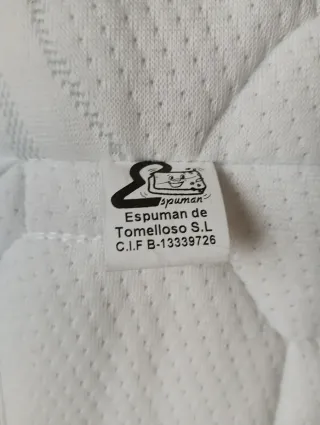 Espuman
Espuman de
Tomelloso S.L
C.I.F B-13339726